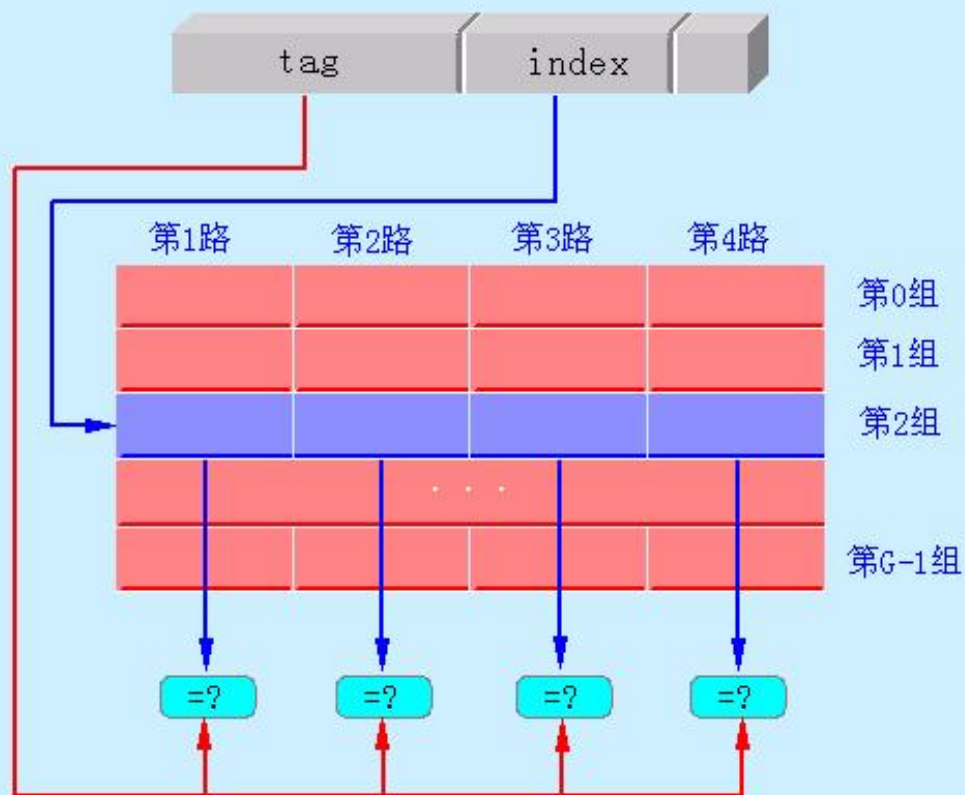 tag index
第1路 第2路 第3路 第4路
第0组
第1组
第2组
· · ·
第G-1组
=? =? =? =?